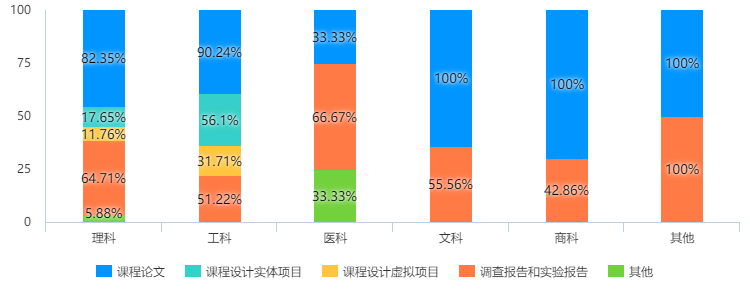 100
82.35%
90.24%
33.33%
100%
100%
100%
75
50
17.65%
56.1%
66.67%
11.76%
31.71%
25
64.71%
51.22%
33.33%
55.56%
42.86%
100%
5.88%
0
理科
工科
医科
文科
商科
其他
课程论文
课程设计实体项目
课程设计虚拟项目
调查报告和实验报告
其他